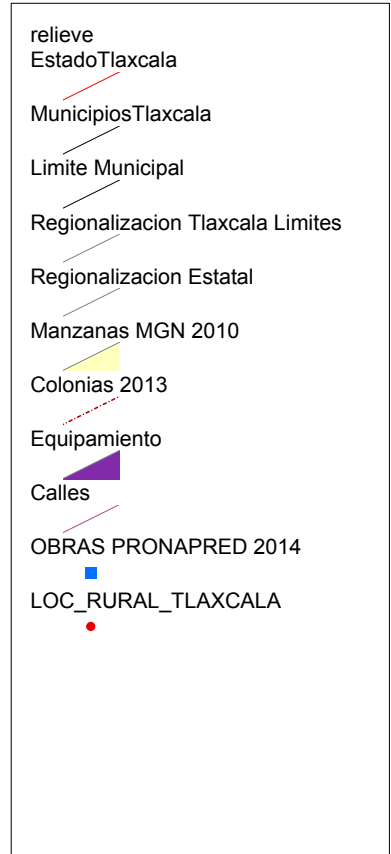 relieve
EstadoTlaxcala
MunicipiosTlaxcala
Limite Municipal
Regionalizacion Tlaxcala Limites
Regionalizacion Estatal
Manzanas MGN 2010
Colonias 2013
Equipamiento
Calles
OBRAS PRONAPRED 2014
LOC_RURAL_TLAXCALA